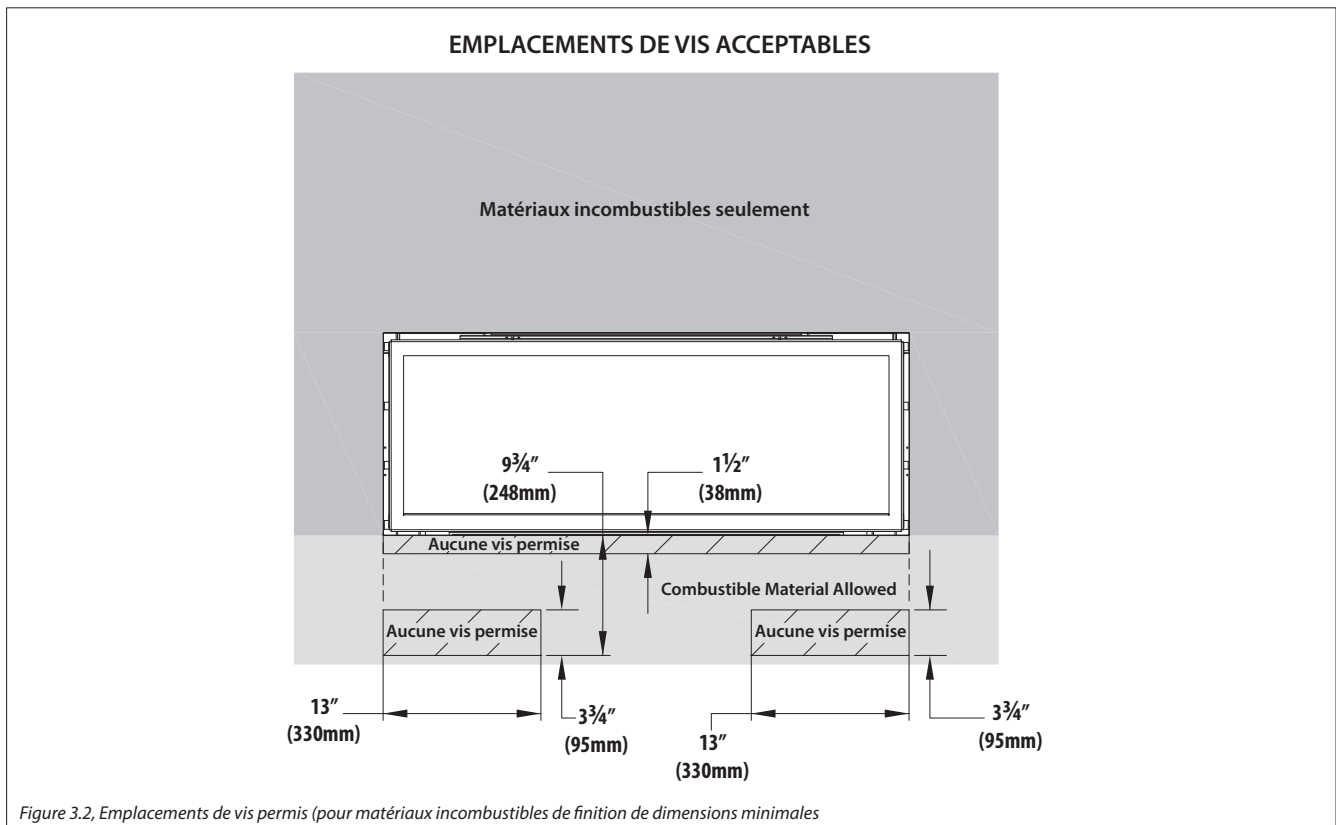 EMPLACEMENTS DE VIS ACCEPTABLES
Matériaux incombustibles seulement
9¾″
(248mm)
1½″
(38mm)
Aucune vis permise
Combustible Material Allowed
Aucune vis permise
Aucune vis permise
13″
(330mm)
3¾″
(95mm)
13″
(330mm)
3¾″
(95mm)
Figure 3.2, Emplacements de vis permis (pour matériaux incombustibles de finition de dimensions minimales